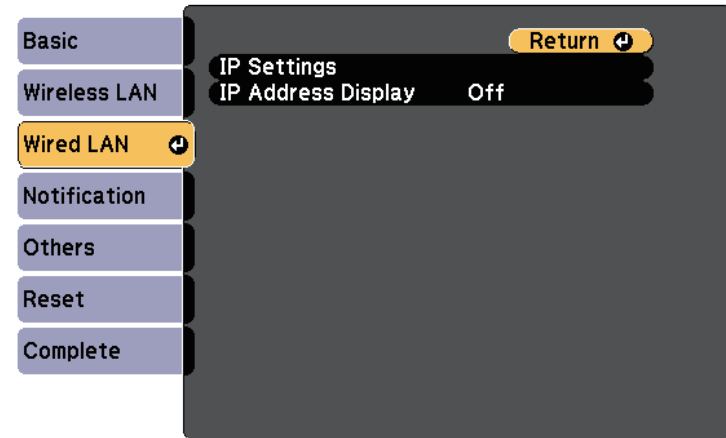 Basic
Wireless LAN
Wired LAN
Notification
Others
Reset
Complete
Return
IP Settings
IP Address Display Off